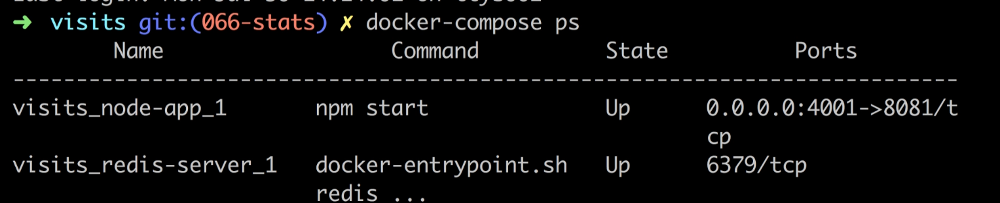 ➜ visits git:(066-stats) ✗ docker-compose ps
Name Command State Ports
---------------------------------------------------------------------------
visits_node-app_1 npm start Up 0.0.0.0:4001->8081/t
cp
visits_redis-server_1 docker-entrypoint.sh Up 6379/tcp
redis ...